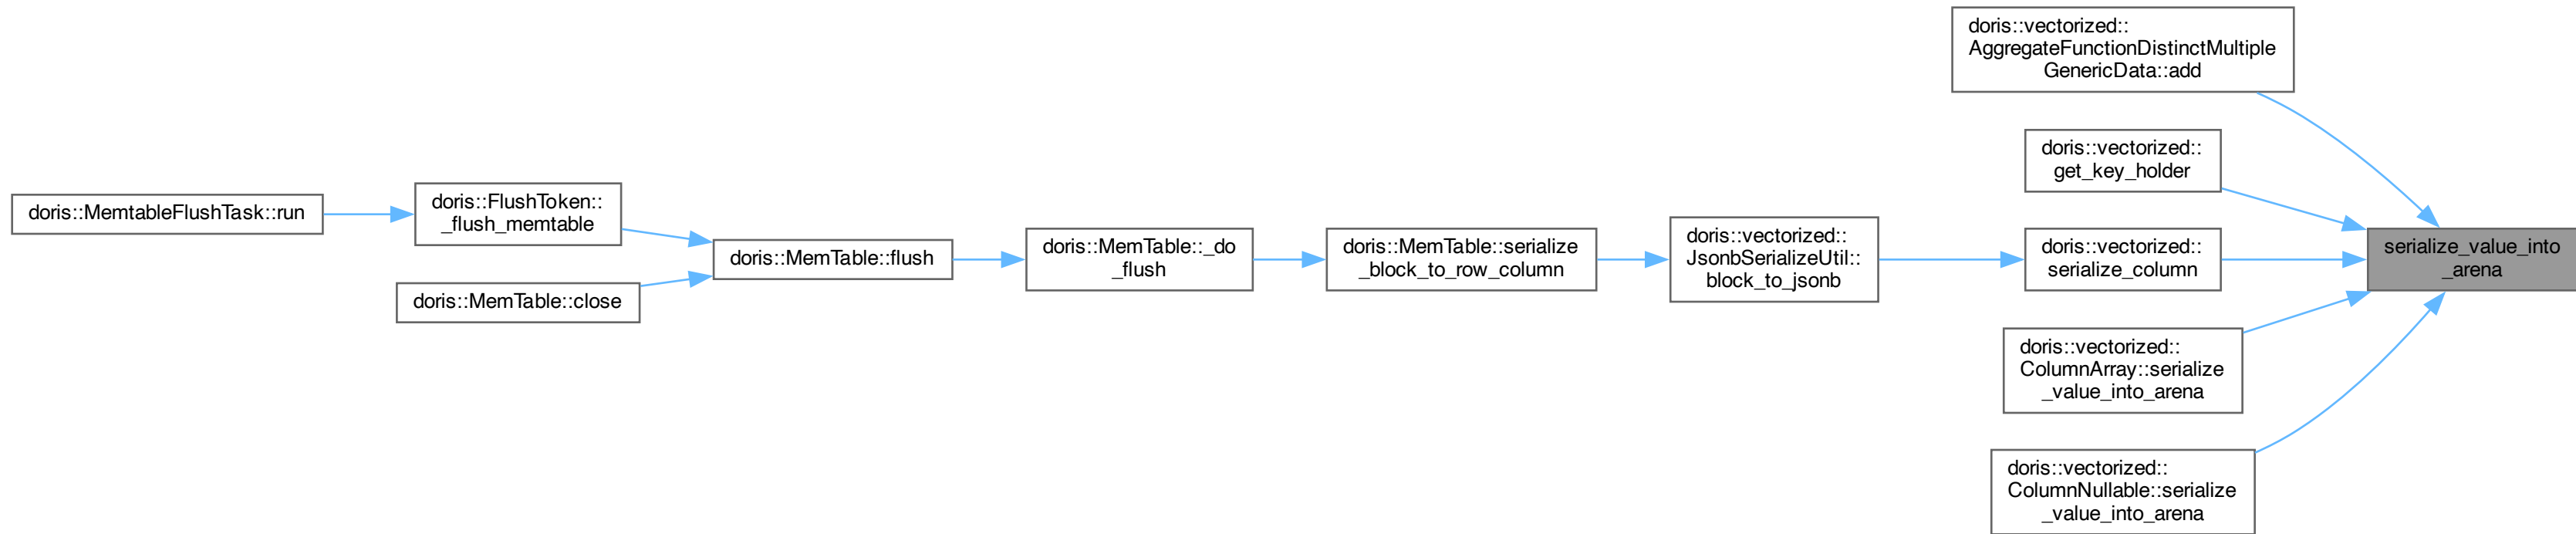 doris::MemtableFlushTask::run
doris::FlushToken::
_flush_memtable
doris::MemTable::close
doris::MemTable::flush
doris::MemTable::_do
_flush
doris::MemTable::serialize
_block_to_row_column
doris::vectorized::
JsonbSerializeUtil::
block_to_jsonb
doris::vectorized::
AggregateFunctionDistinctMultiple
GenericData::add
doris::vectorized::
get_key_holder
doris::vectorized::
serialize_column
doris::vectorized::
ColumnArray::serialize
_value_into_arena
doris::vectorized::
ColumnNullable::serialize
_value_into_arena
serialize_value_into
_arena